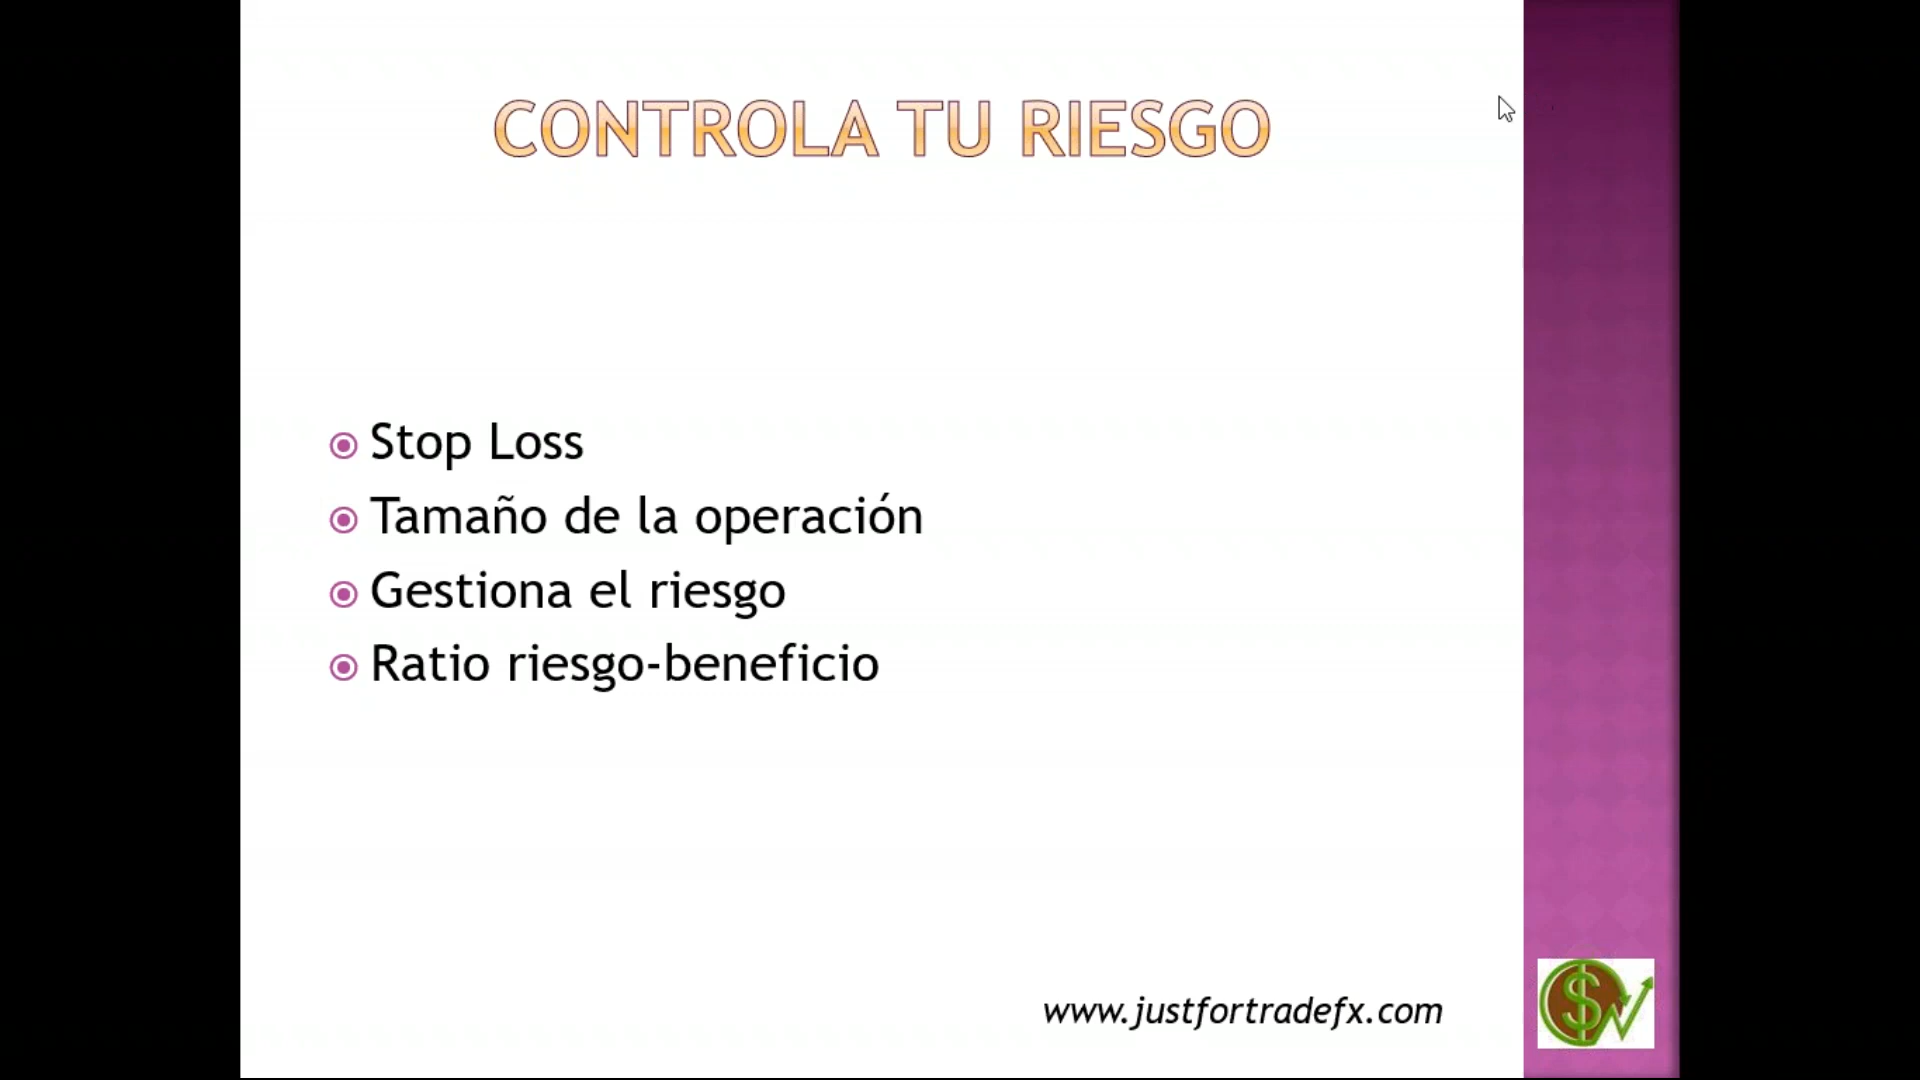 CONTROLA TU RIESGO
Stop Loss
Tamaño de la operación
Gestiona el riesgo
Ratio riesgo-beneficio
www.justfortradefx.com